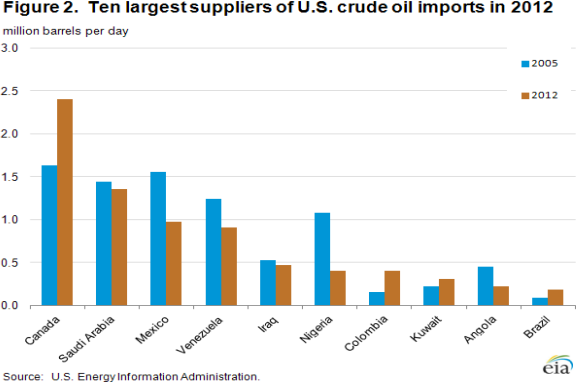 Figure 2. Ten largest suppliers of U.S. crude oil imports in 2012
million barrels per day
3.0
2.5
2.0
1.5
1.0
0.5
0.0
2005
2012
Canada
Saudi Arabia
Mexico
Venezuela
Iraq
Nigeria
Colombia
Kuwait
Angola
Brazil
eia
Source: U.S. Energy Information Administration.